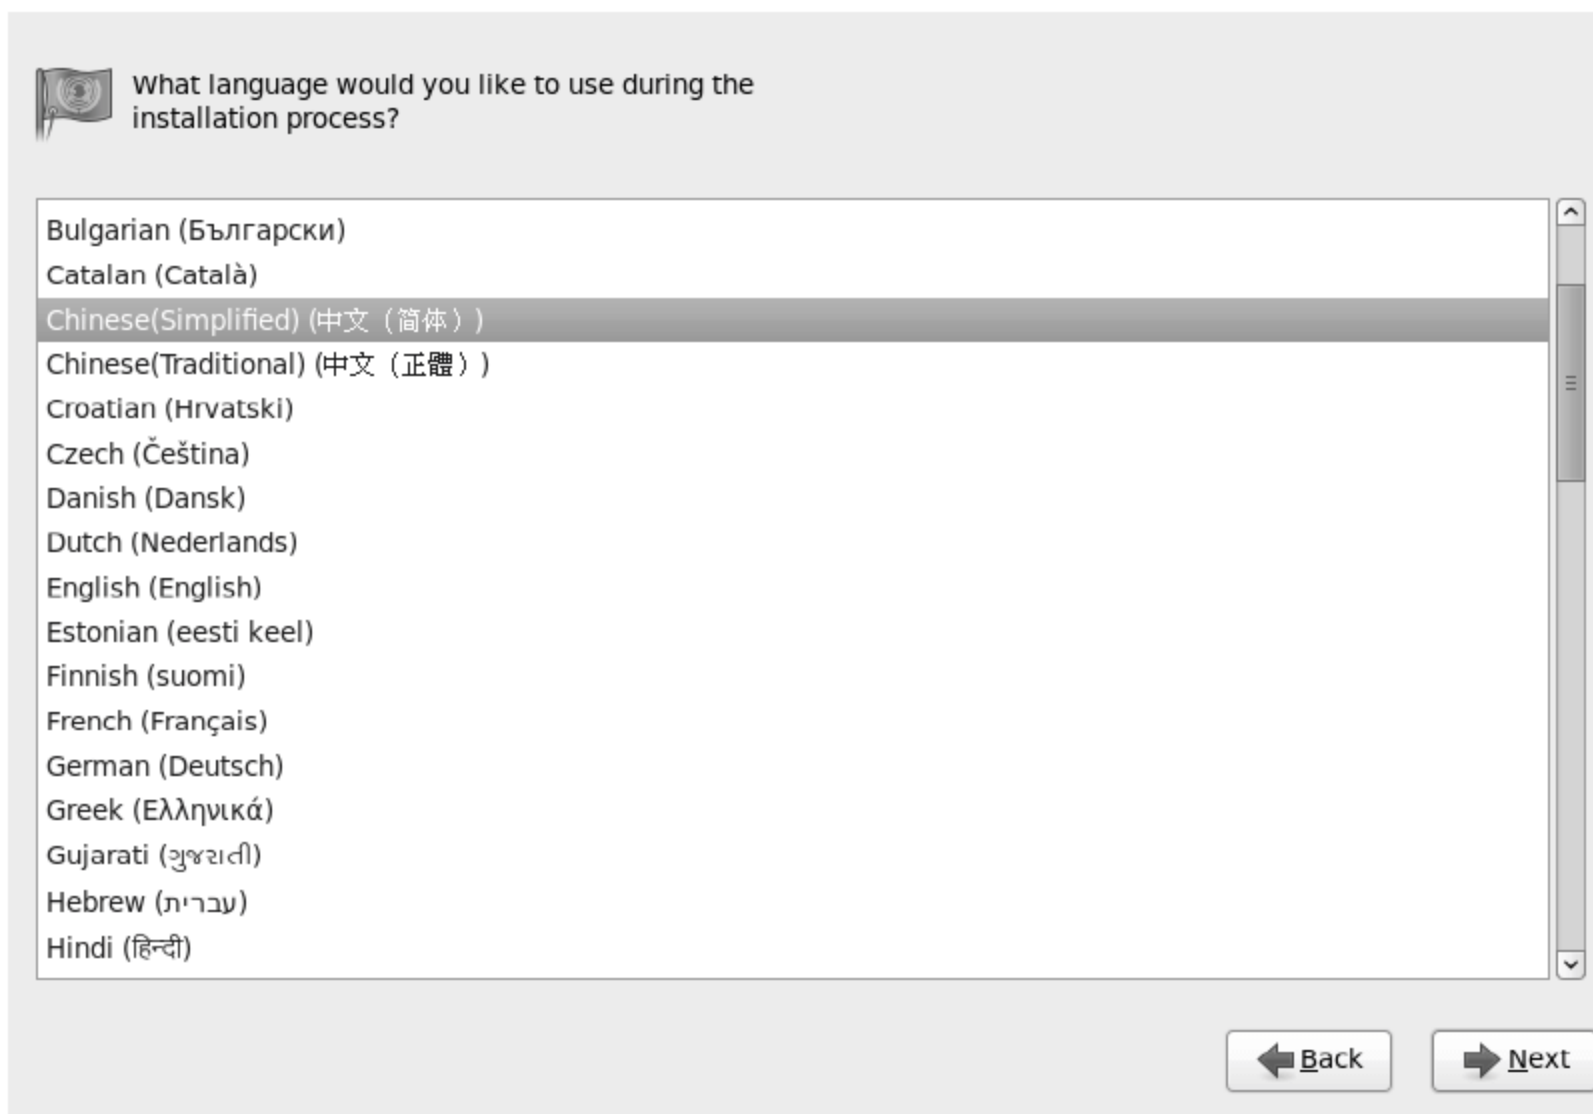 What language would you like to use during the
installation process?
Bulgarian (Български)
Catalan (Català)
Chinese(Simplified) (中文（简体）)
Chinese(Traditional) (中文（正體）)
Croatian (Hrvatski)
Czech (Čeština)
Danish (Dansk)
Dutch (Nederlands)
English (English)
Estonian (eesti keel)
Finnish (suomi)
French (Français)
German (Deutsch)
Greek (Ελληνικά)
Gujarati (ગુજરાતી)
Hebrew (עברית)
Hindi (हिन्दी)
Back
Next